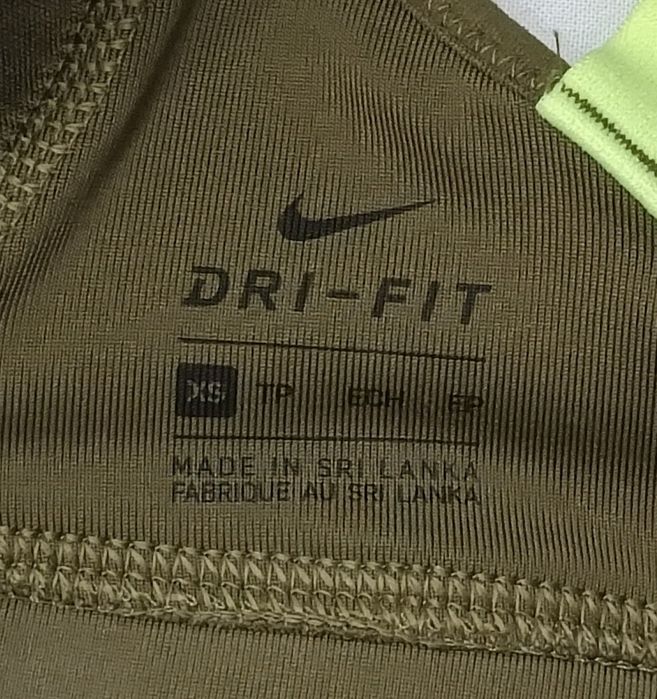 DRI-FIT
XS TP ECH EP
MADE IN SRI LANKA
FABRIQUE AU SRI LANKA